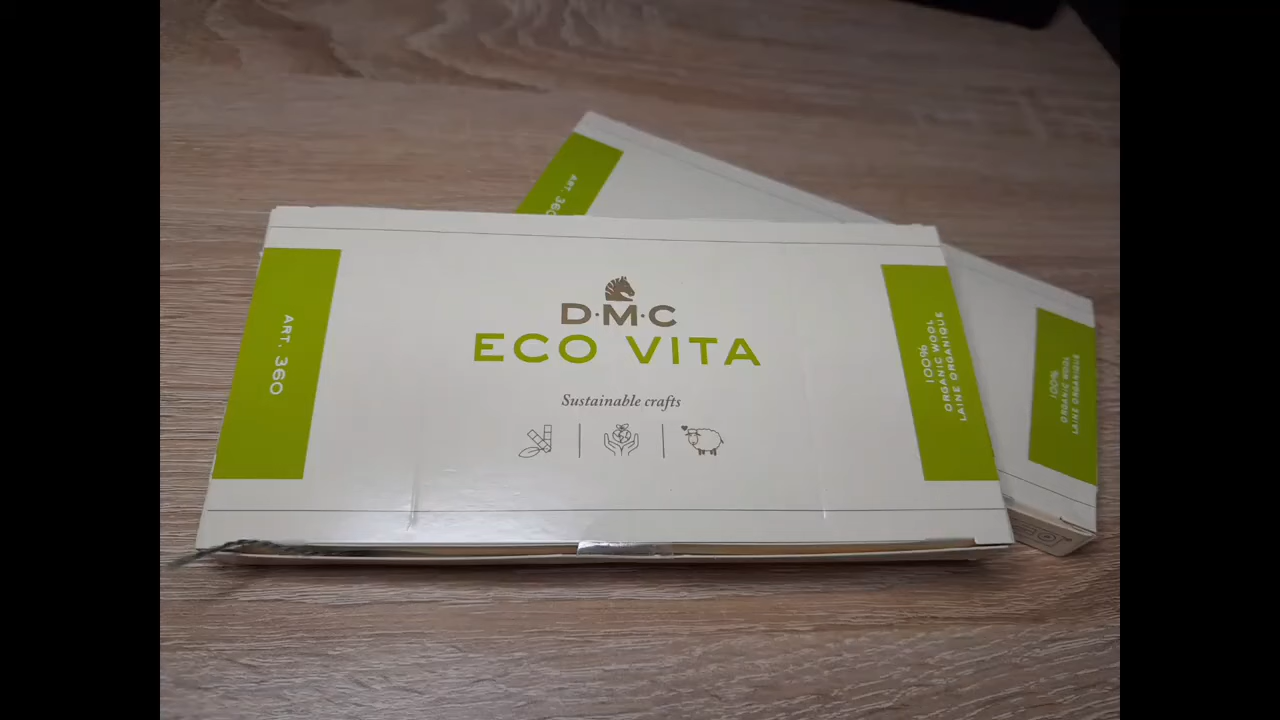 ART. 360
D·M·C
ECO VITA
Sustainable crafts
100%
ORGANIC WOOL
LAINE ORGANIQUE
ART. 360
100%
ORGANIC WOOL
LAINE ORGANIQUE